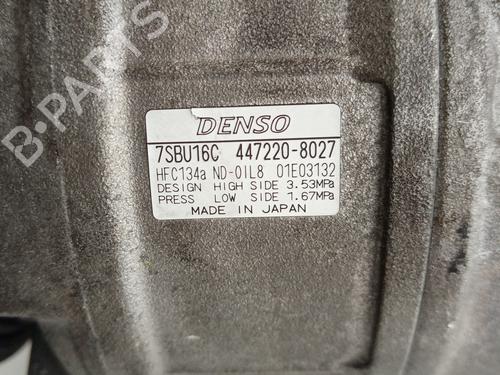 B-PARTS
DENSO
7SBU16C 447220-8027
HFC134a ND-OIL8 01E03132
DESIGN HIGH SIDE 3.53MPa
PRESS LOW SIDE 1.67MPa
MADE IN JAPAN